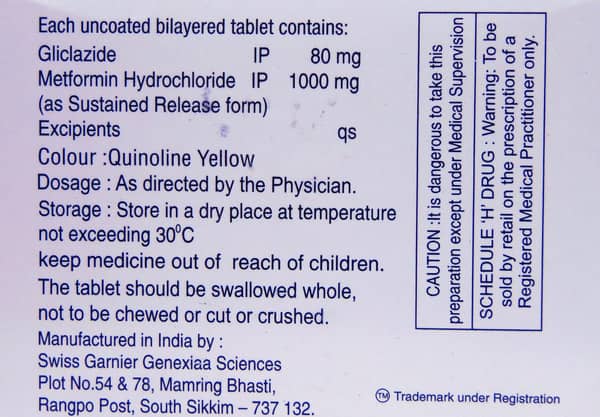 Each uncoated bilayered tablet contains:
Gliclazide IP 80 mg
Metformin Hydrochloride IP 1000 mg
(as Sustained Release form)
Excipients qs
Colour :Quinoline Yellow
Dosage : As directed by the Physician.
Storage : Store in a dry place at temperature
not exceeding 30⁰C
keep medicine out of reach of children.
The tablet should be swallowed whole,
not to be chewed or cut or crushed.
Manufactured in India by :
Swiss Garnier Genexiaa Sciences
Plot No.54 & 78, Mamring Bhasti,
Rangpo Post, South Sikkim – 737 132.
CAUTION :It is dangerous to take this
preparation except under Medical Supervision
SCHEDULE 'H' DRUG : Warning: To be
sold by retail on the prescription of a
Registered Medical Practitioner only.
TM Trademark under Registration